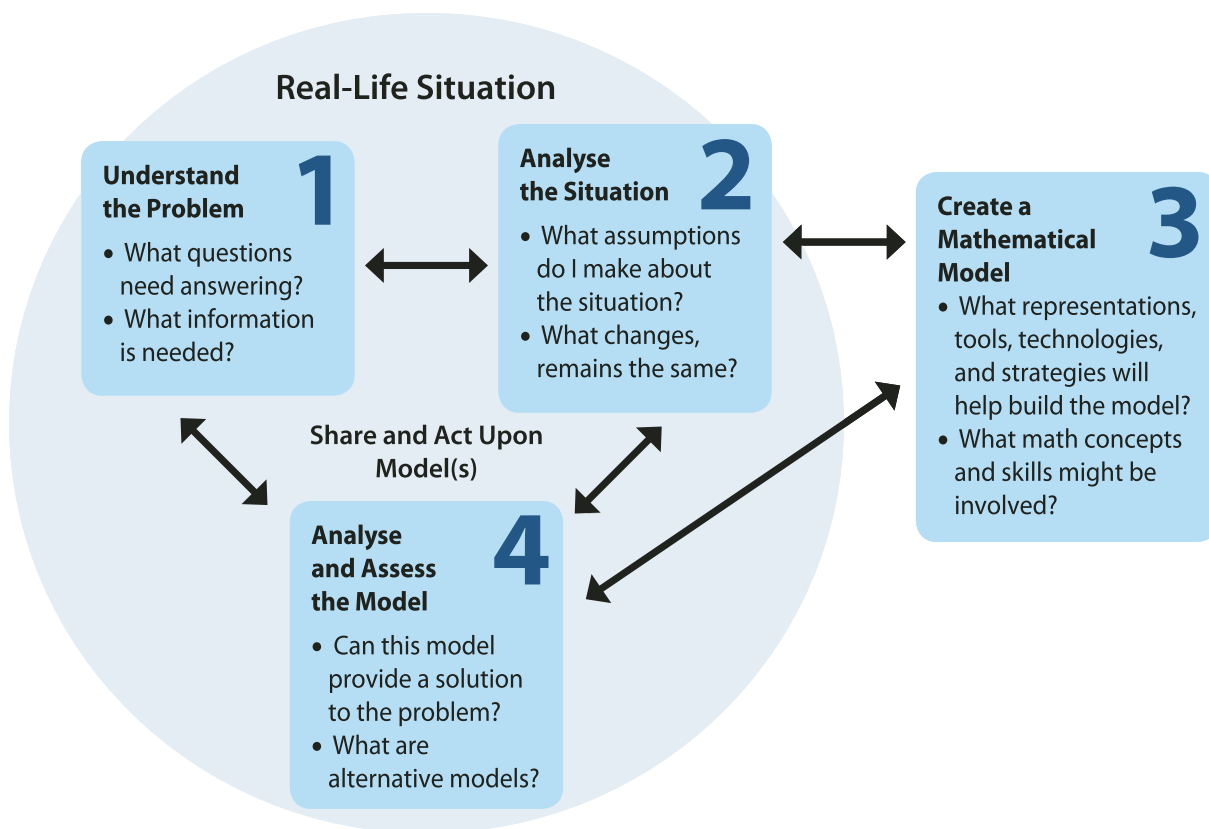 Real-Life Situation
1
Understand
the Problem
• What questions
need answering?
• What information
is needed?
2
Analyse
the Situation
• What assumptions
do I make about
the situation?
• What changes,
remains the same?
3
Create a
Mathematical
Model
• What representations,
tools, technologies,
and strategies will
help build the model?
• What math concepts
and skills might be
involved?
Share and Act Upon
Model(s)
4
Analyse
and Assess
the Model
• Can this model
provide a solution
to the problem?
• What are
alternative models?